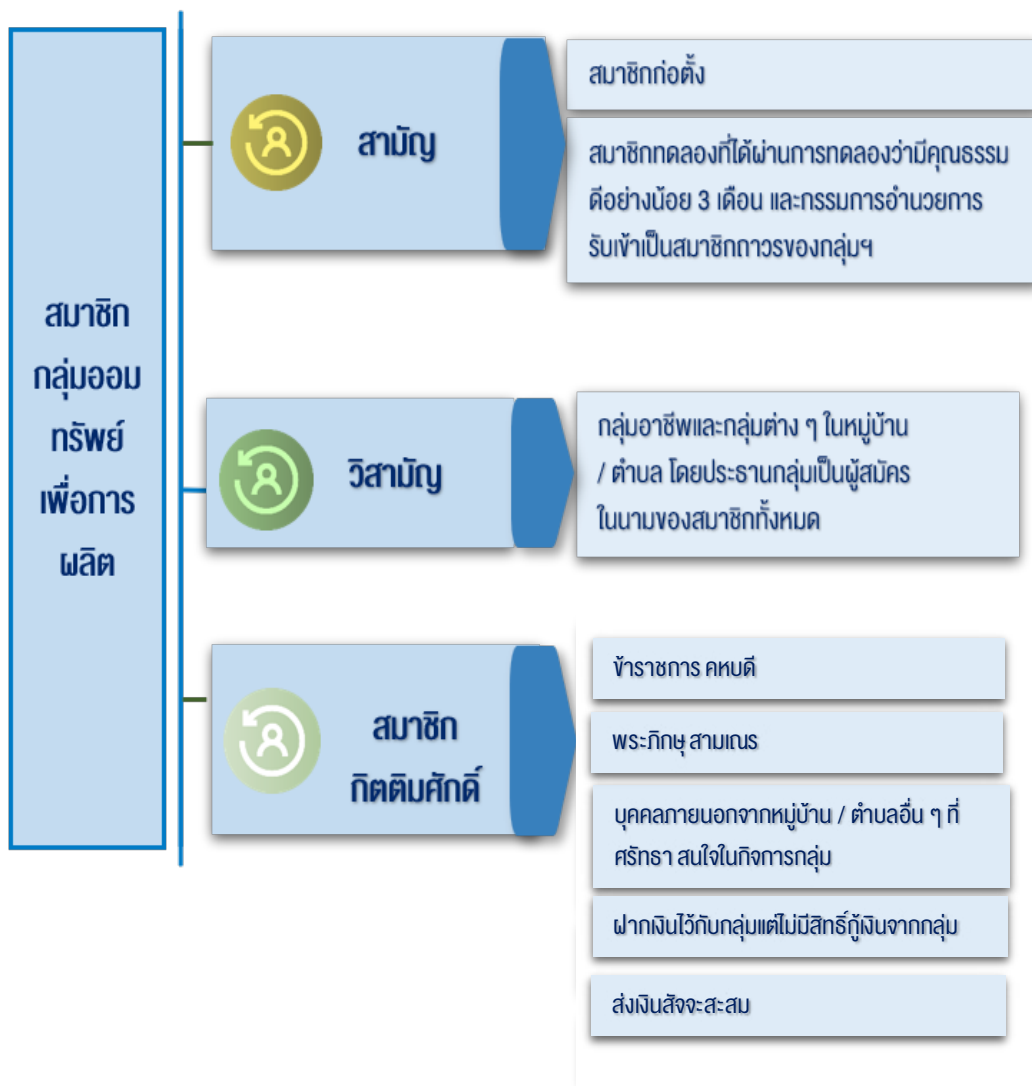 สมาชิก
กลุ่มออม
ทรัพย์
เพื่อการ
ผลิต
สามัญ
สมาชิกก่อตั้ง
สมาชิกทดลองที่ได้ผ่านการทดลองว่ามีคุณธรรม
ดีอย่างน้อย 3 เดือน และกรรมการอำนวยการ
รับเข้าเป็นสมาชิกถาวรของกลุ่มฯ
วิสามัญ
กลุ่มอาชีพและกลุ่มต่าง ๆ ในหมู่บ้าน
/ ตำบล โดยประธานกลุ่มเป็นผู้สมัคร
ในนามของสมาชิกทั้งหมด
สมาชิก
กิตติมศักดิ์
ข้าราชการ คหบดี
พระภิกษุ สามเณร
บุคคลภายนอกจากหมู่บ้าน / ตำบลอื่น ๆ ที่
ศรัทธา สนใจในกิจการกลุ่ม
ฝากเงินไว้กับกลุ่มแต่ไม่มีสิทธิ์กู้เงินจากกลุ่ม
ส่งเงินสัจจะสะสม